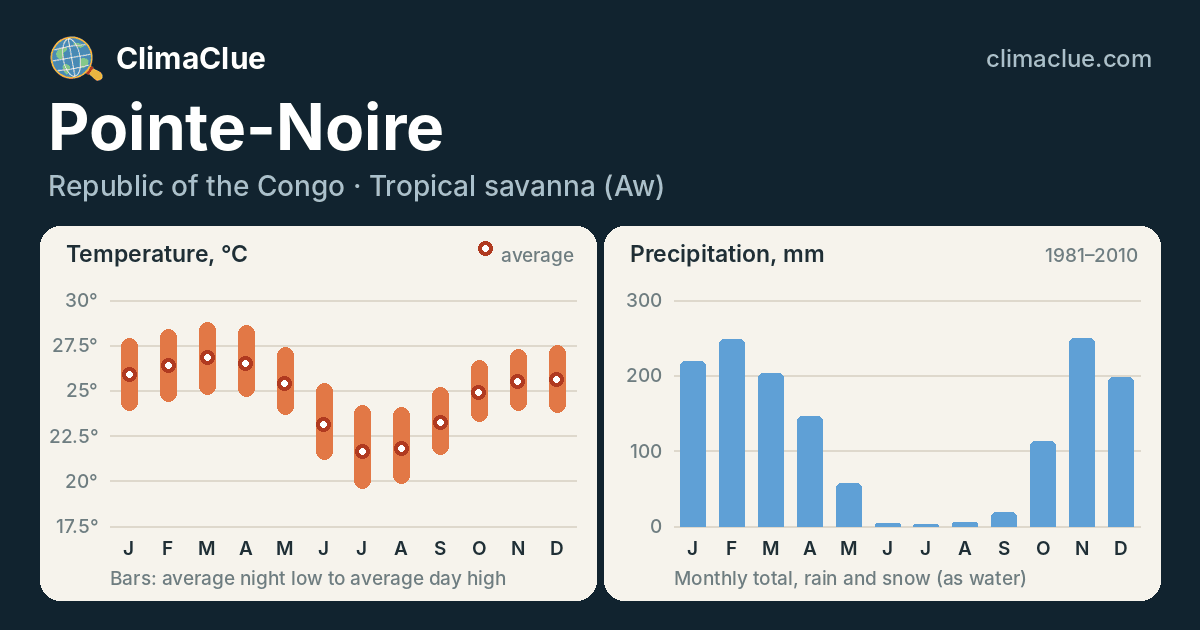 ClimaClue
climaclue.com
Pointe-Noire
Republic of the Congo · Tropical savanna (Aw)
Temperature, °C
average
30°
27.5°
25°
22.5°
20°
17.5°
J F M A M J J A S O N D
Bars: average night low to average day high
Precipitation, mm
1981–2010
300
200
100
0
J F M A M J J A S O N D
Monthly total, rain and snow (as water)